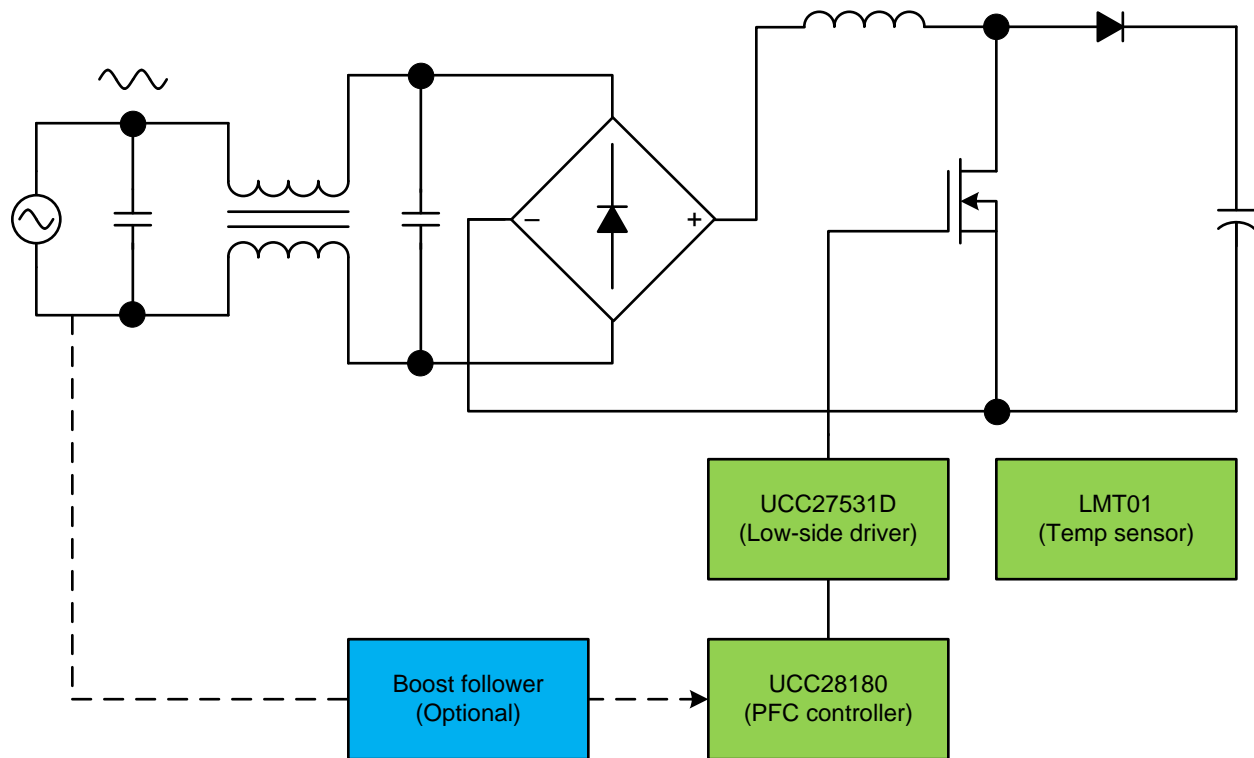 −
+
UCC27531D
(Low-side driver)
LMT01
(Temp sensor)
Boost follower
(Optional)
UCC28180
(PFC controller)